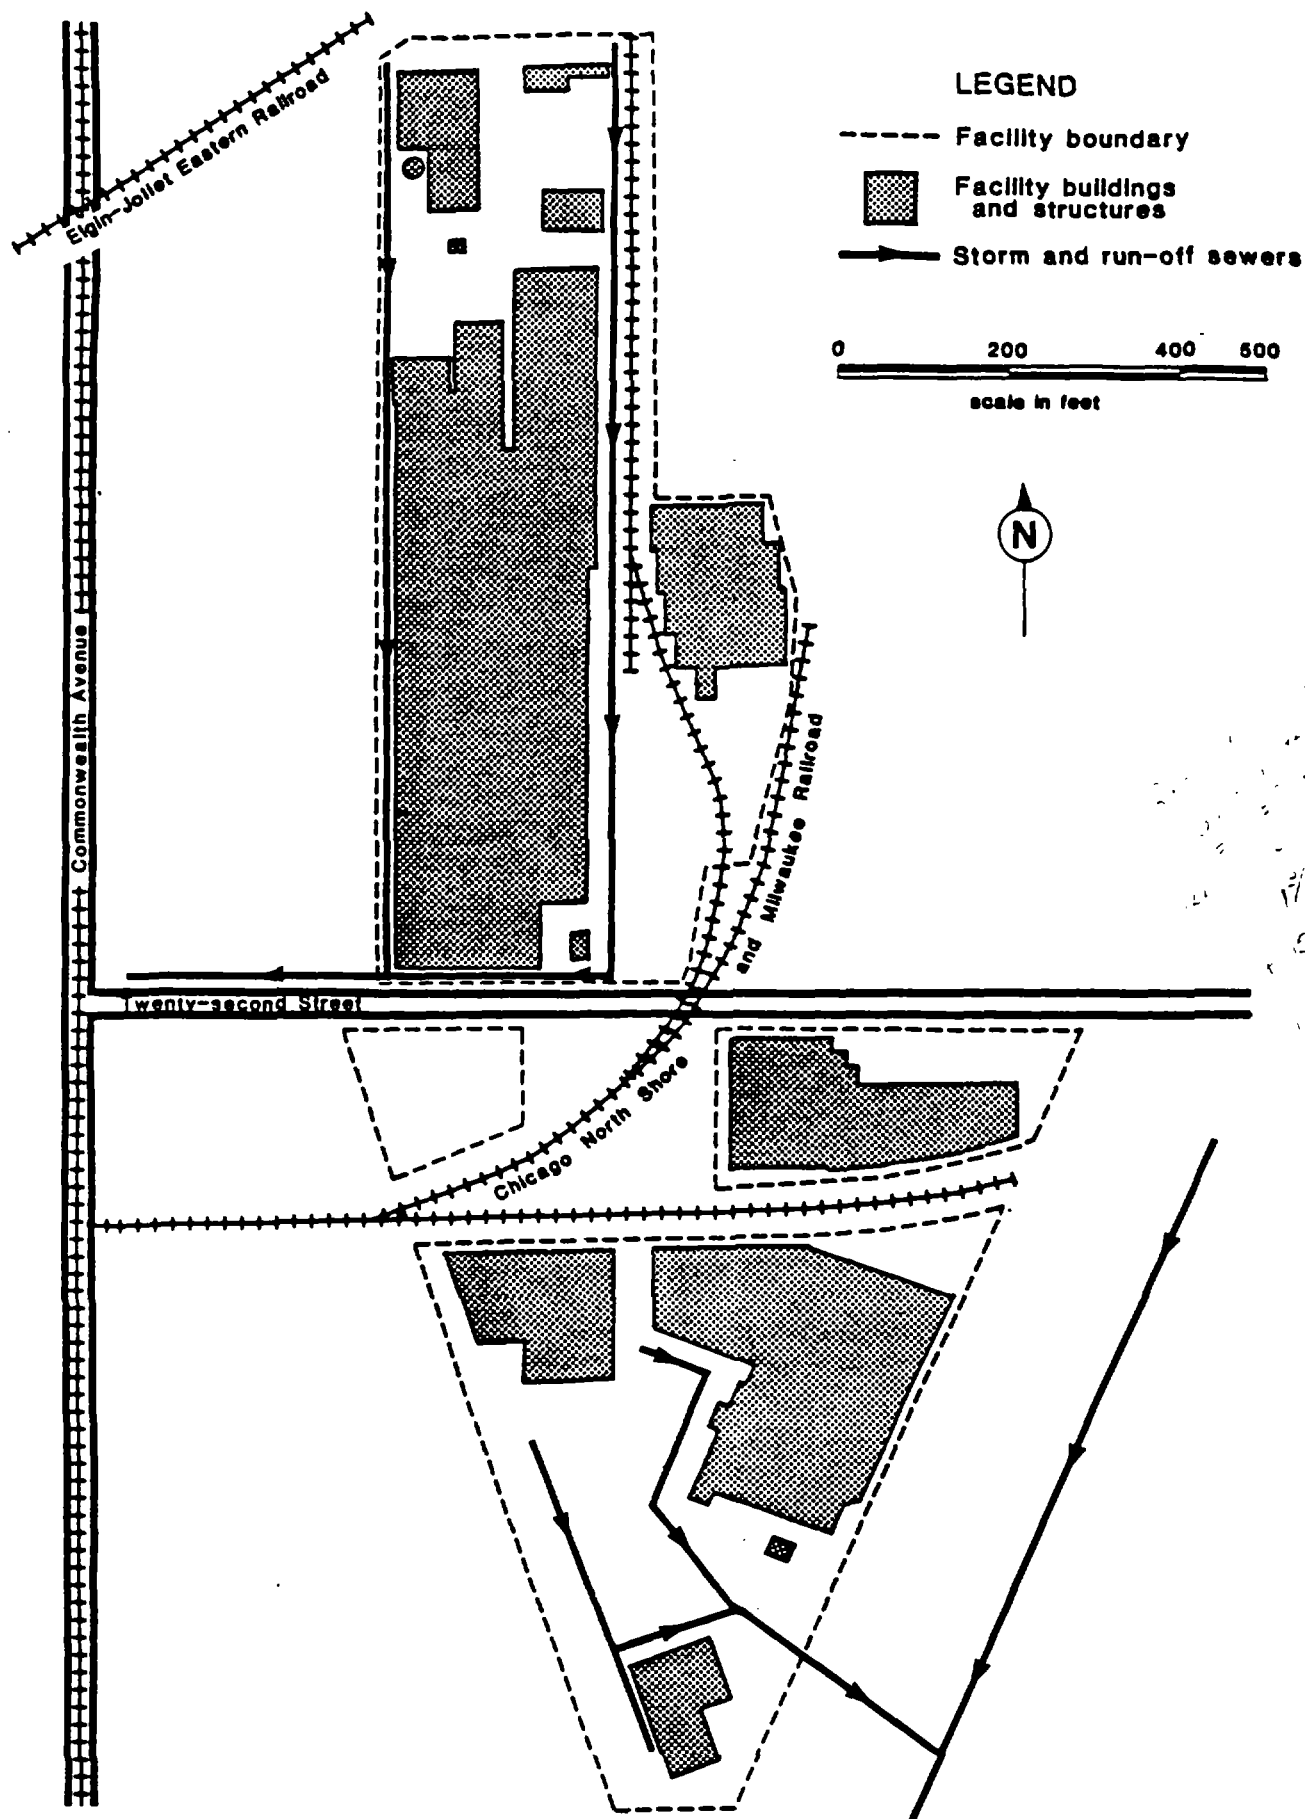 LEGEND
Facility boundary
Facility buildings
and structures
Storm and run-off sewers
0 200 400 500
scale in feet
N
Elgin-Joliet Eastern Railroad
Commonwealth Avenue
and Milwaukee Railroad
Twenty-second Street
Chicago North Shore